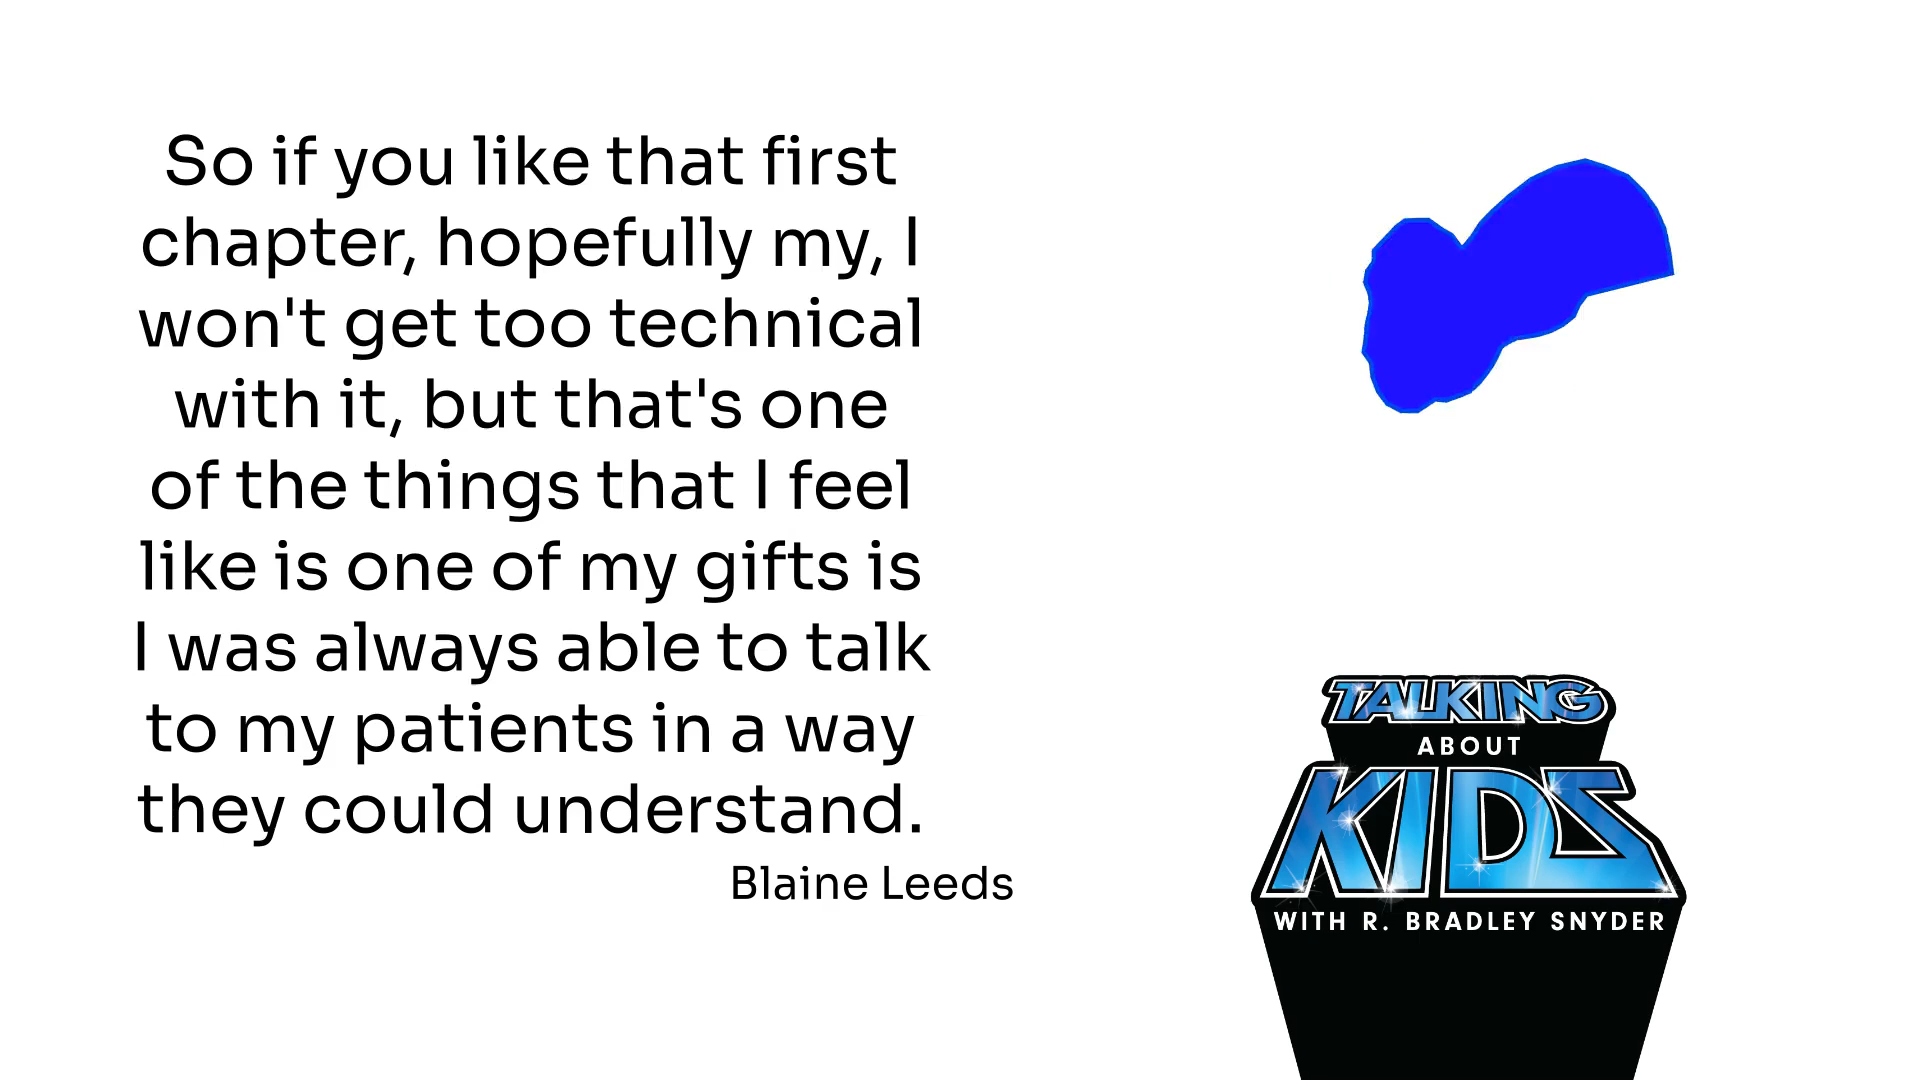 So if you like that first
chapter, hopefully my, I
won't get too technical
with it, but that's one
of the things that I feel
like is one of my gifts is
I was always able to talk
to my patients in a way
they could understand.
Blaine Leeds
TALKING
ABOUT
KIDS
WITH R. BRADLEY SNYDER